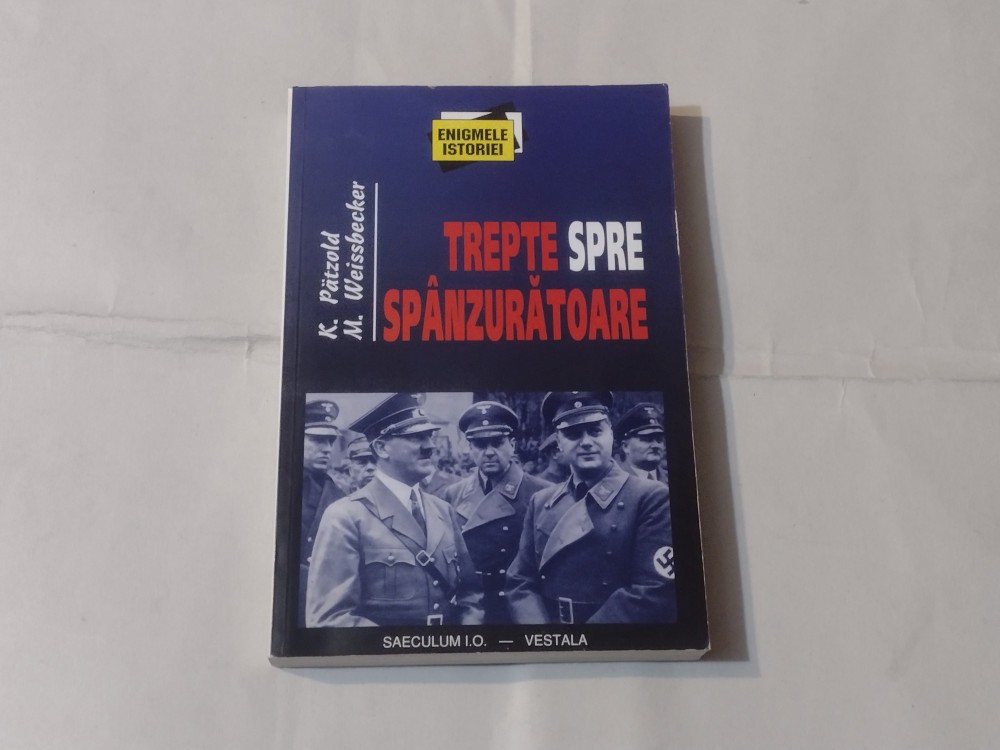 ENIGMELE
ISTORIEI
K. Pätzold
M. Weissbecker
TREPTE SPRE
SPÂNZURĂTOARE
SAECULUM I.O. — VESTALA